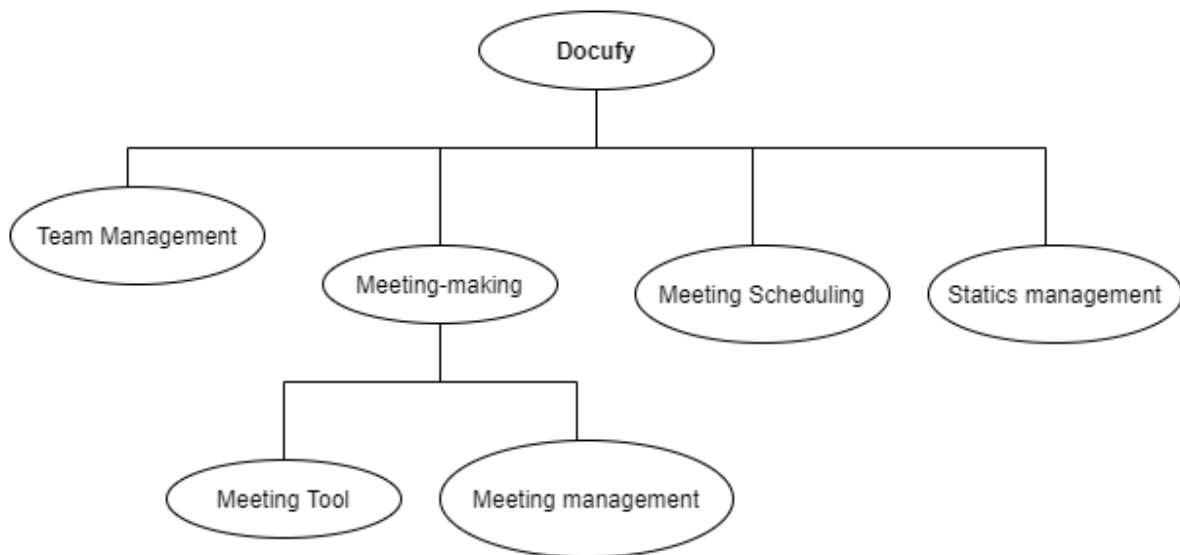 Docufy
Team Management
Meeting-making
Meeting Scheduling
Statics management
Meeting Tool
Meeting management